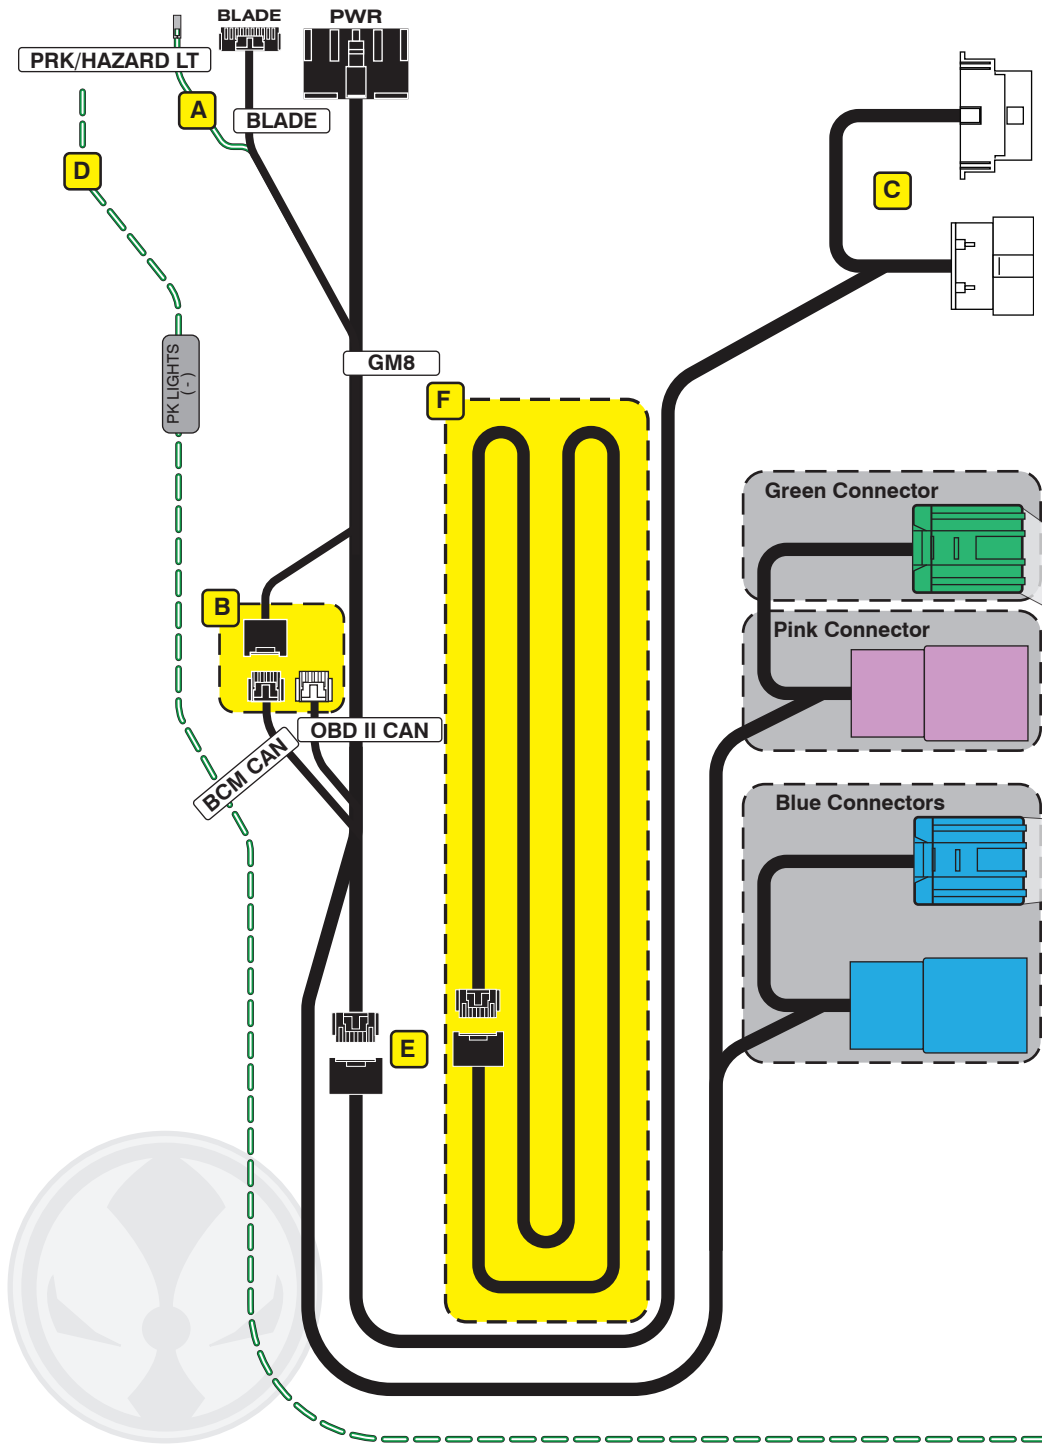 BLADE
PWR
PRK/HAZARD LT
A
BLADE
D
C
GM8
PK LIGHTS
( - )
F
Green Connector
B
Pink Connector
OBD II CAN
BCM CAN
Blue Connectors
E